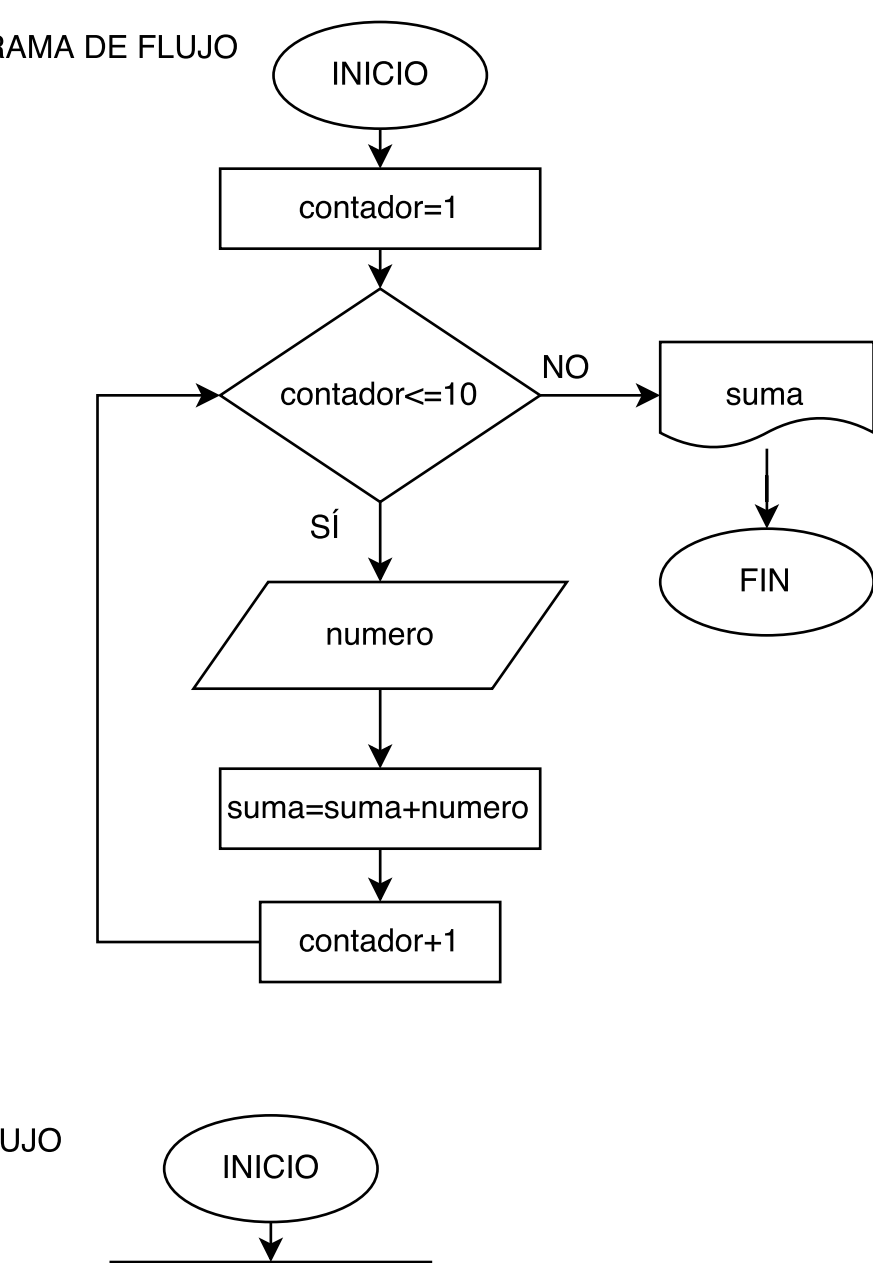 RAMA DE FLUJO
INICIO
contador=1
contador<=10
NO
suma
SÍ
FIN
numero
suma=suma+numero
contador+1
UJO
INICIO